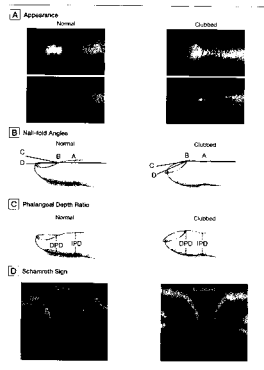 A Appearance
Normal Clubbed
B Nail-fold Angles
Normal Clubbed
C B A
D
B A
C
D
C Phalangeal Depth Ratio
Normal Clubbed
DPD IPD
DPD IPD
D Schamroth Sign
Clubbed